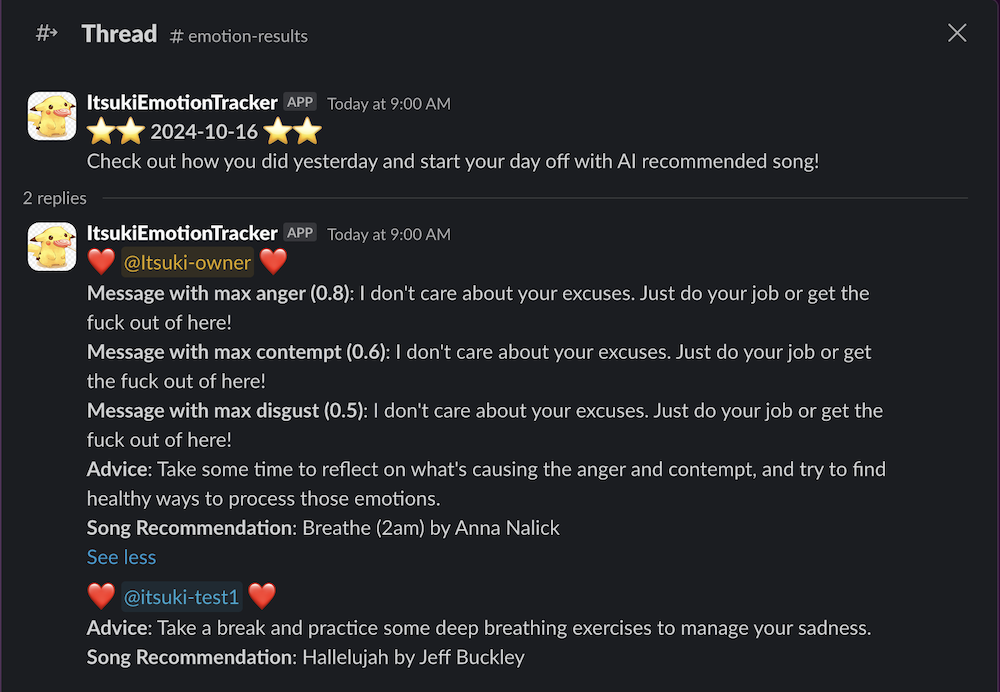 Thread # emotion-results
ItsukiEmotionTracker APP Today at 9:00 AM
⭐⭐ 2024-10-16 ⭐⭐
Check out how you did yesterday and start your day off with AI recommended song!
2 replies
ItsukiEmotionTracker APP Today at 9:00 AM
❤️ @Itsuki-owner ❤️
Message with max anger (0.8): I don't care about your excuses. Just do your job or get the
fuck out of here!
Message with max contempt (0.6): I don't care about your excuses. Just do your job or get
the fuck out of here!
Message with max disgust (0.5): I don't care about your excuses. Just do your job or get the
fuck out of here!
Advice: Take some time to reflect on what's causing the anger and contempt, and try to find
healthy ways to process those emotions.
Song Recommendation: Breathe (2am) by Anna Nalick
See less
❤️ @itsuki-test1 ❤️
Advice: Take a break and practice some deep breathing exercises to manage your sadness.
Song Recommendation: Hallelujah by Jeff Buckley